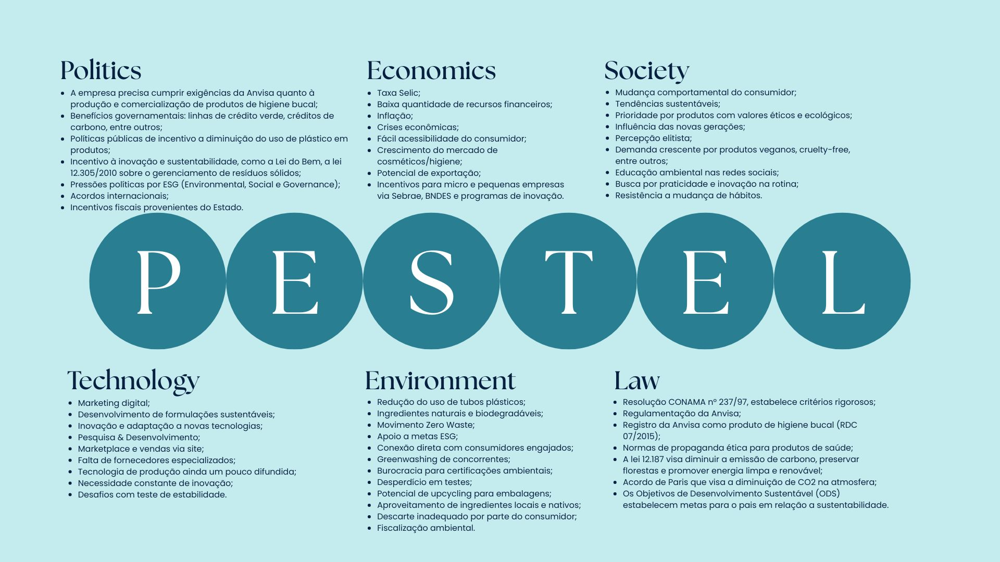 Politics
• A empresa precisa cumprir exigências da Anvisa quanto à
produção e comercialização de produtos de higiene bucal;
• Benefícios governamentais: linhas de crédito verde, créditos de
carbono, entre outros;
• Políticas públicas de incentivo a diminuição do uso de plástico em
produtos;
• Incentivo à inovação e sustentabilidade, como a Lei do Bem, a lei
12.305/2010 sobre o gerenciamento de resíduos sólidos;
• Pressões políticas por ESG (Environmental, Social e Governance);
• Acordos internacionais;
• Incentivos fiscais provenientes do Estado.
Economics
• Taxa Selic;
• Baixa quantidade de recursos financeiros;
• Inflação;
• Crises econômicas;
• Fácil acessibilidade do consumidor;
• Crescimento do mercado de
cosméticos/higiene;
• Potencial de exportação;
• Incentivos para micro e pequenas empresas
via Sebrae, BNDES e programas de inovação.
Society
• Mudança comportamental do consumidor;
• Tendências sustentáveis;
• Prioridade por produtos com valores éticos e ecológicos;
• Influência das novas gerações;
• Percepção elitista;
• Demanda crescente por produtos veganos, cruelty-free,
entre outros;
• Educação ambiental nas redes sociais;
• Busca por praticidade e inovação na rotina;
• Resistência a mudança de hábitos.
P E S T E L
Technology
• Marketing digital;
• Desenvolvimento de formulações sustentáveis;
• Inovação e adaptação a novas tecnologias;
• Pesquisa & Desenvolvimento;
• Marketplace e vendas via site;
• Falta de fornecedores especializados;
• Tecnologia de produção ainda um pouco difundida;
• Necessidade constante de inovação;
• Desafios com teste de estabilidade.
Environment
• Redução do uso de tubos plásticos;
• Ingredientes naturais e biodegradáveis;
• Movimento Zero Waste;
• Apoio a metas ESG;
• Conexão direta com consumidores engajados;
• Greenwashing de concorrentes;
• Burocracia para certificações ambientais;
• Desperdício em testes;
• Potencial de upcycling para embalagens;
• Aproveitamento de ingredientes locais e nativos;
• Descarte inadequado por parte do consumidor;
• Fiscalização ambiental.
Law
• Resolução CONAMA nº 237/97, estabelece critérios rigorosos;
• Regulamentação da Anvisa;
• Registro da Anvisa como produto de higiene bucal (RDC
07/2015);
• Normas de propaganda ética para produtos de saúde;
• A lei 12.187 visa diminuir a emissão de carbono, preservar
florestas e promover energia limpa e renovável;
• Acordo de Paris que visa a diminuição de CO2 na atmosfera;
• Os Objetivos de Desenvolvimento Sustentável (ODS)
estabelecem metas para o pais em relação a sustentabilidade.